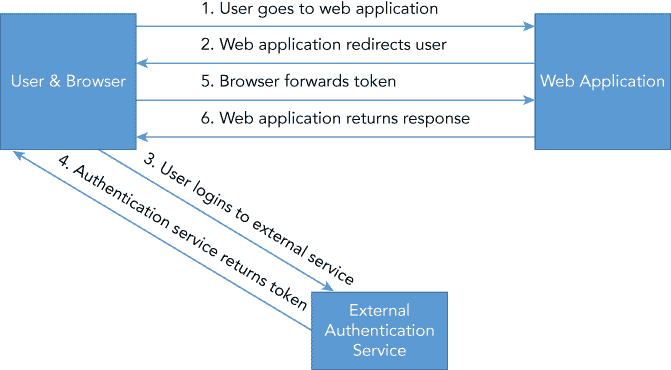 1. User goes to web application
2. Web application redirects user
User & Browser
5. Browser forwards token
Web Application
6. Web application returns response
3. User logins to external service
4. Authentication service returns token
External
Authentication
Service